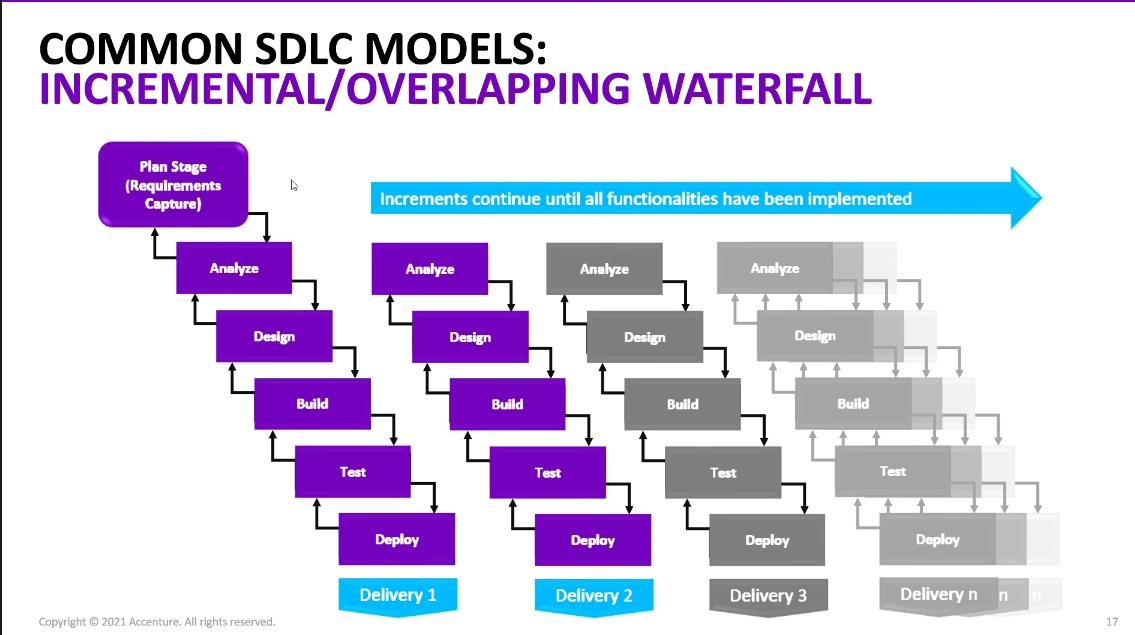 COMMON SDLC MODELS:
INCREMENTAL/OVERLAPPING WATERFALL
Plan Stage
(Requirements
Capture)
Increments continue until all functionalities have been implemented
Analyze
Analyze
Analyze
Analyze
Design
Design
Design
Design
Build
Build
Build
Build
Test
Test
Test
Test
Deploy
Deploy
Deploy
Deploy
Delivery 1
Delivery 2
Delivery 3
Delivery n
n
n
Copyright © 2021 Accenture. All rights reserved.
17